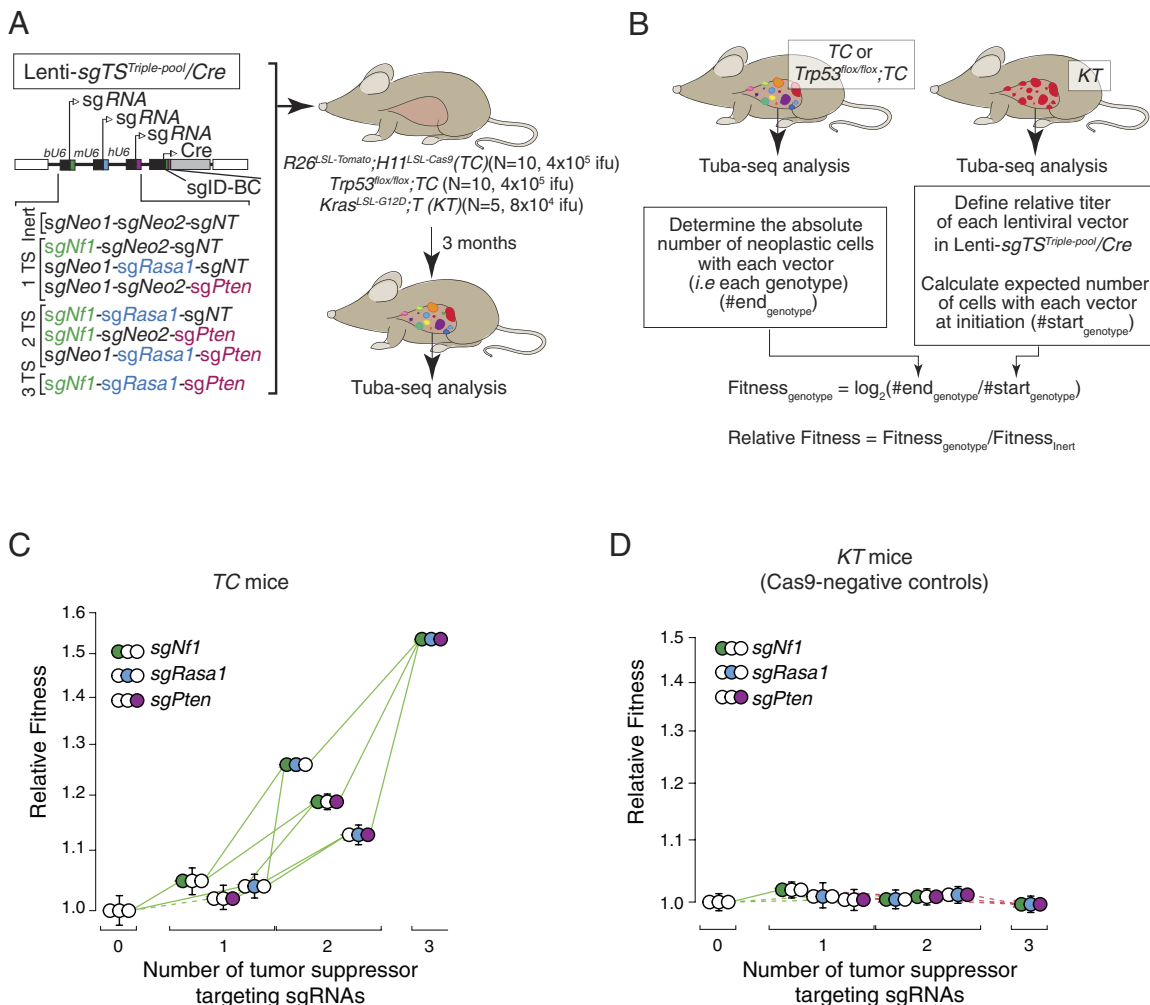 A
Lenti-sgTS^Triple-pool/Cre
sgRNA
sgRNA
sgRNA
Cre
bU6 mU6 hU6
sgID-BC
Inert
sgNeo1-sgNeo2-sgNT
1 TS
sgNf1-sgNeo2-sgNT
sgNeo1-sgRasa1-sgNT
sgNeo1-sgNeo2-sgPten
2 TS
sgNf1-sgRasa1-sgNT
sgNf1-sgNeo2-sgPten
sgNeo1-sgRasa1-sgPten
3 TS
sgNf1-sgRasa1-sgPten
R26^LSL-Tomato;H11^LSL-Cas9 (TC)(N=10, 4x10^5 ifu)
Trp53^flox/flox;TC (N=10, 4x10^5 ifu)
Kras^LSL-G12D;T (KT)(N=5, 8x10^4 ifu)
3 months
Tuba-seq analysis
B
TC or
Trp53^flox/flox;TC
KT
Tuba-seq analysis
Tuba-seq analysis
Determine the absolute
number of neoplastic cells
with each vector
(i.e each genotype)
(#end_genotype)
Define relative titer
of each lentiviral vector
in Lenti-sgTS^Triple-pool/Cre
Calculate expected number
of cells with each vector
at initiation (#start_genotype)
Fitness_genotype = log_2(#end_genotype/#start_genotype)
Relative Fitness = Fitness_genotype/Fitness_Inert
C
TC mice
Relative Fitness
1.6
1.5
1.4
1.3
1.2
1.1
1.0
sgNf1
sgRasa1
sgPten
0 1 2 3
Number of tumor suppressor
targeting sgRNAs
D
KT mice
(Cas9-negative controls)
Relataive Fitness
1.5
1.4
1.3
1.2
1.1
1.0
sgNf1
sgRasa1
sgPten
0 1 2 3
Number of tumor suppressor
targeting sgRNAs